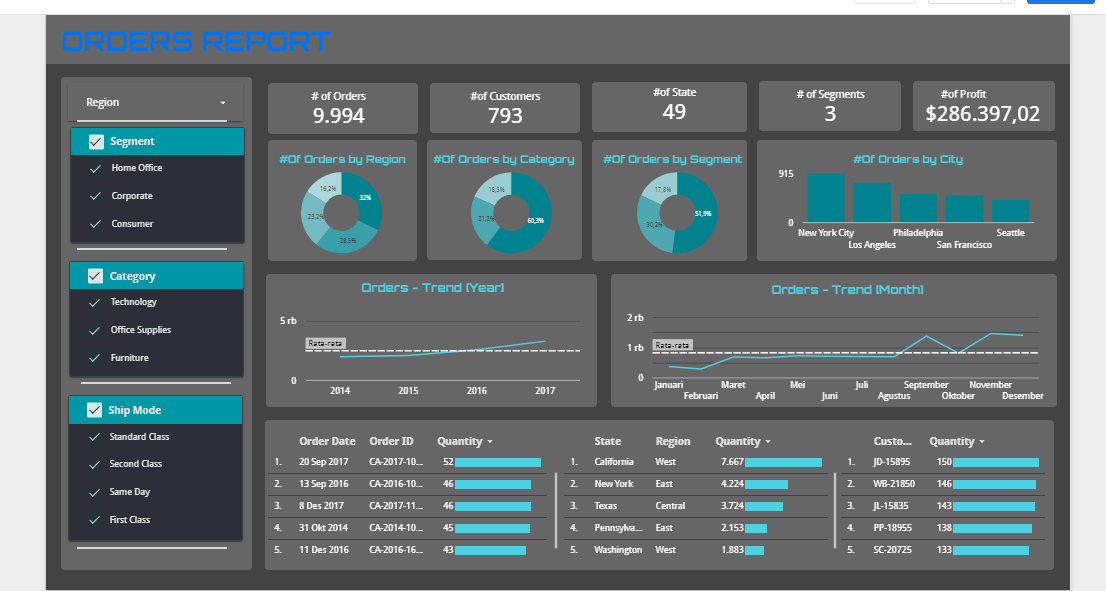 ORDERS REPORT
Region
Segment
Home Office
Corporate
Consumer
Category
Technology
Office Supplies
Furniture
Ship Mode
Standard Class
Second Class
Same Day
First Class
# of Orders
9.994
#of Customers
793
#of State
49
# of Segments
3
#of Profit
$286.397,02
#Of Orders by Region
16,2%
32%
23,2%
28,5%
#Of Orders by Category
18,5%
21,2%
60,3%
#Of Orders by Segment
17,8%
51,9%
30,2%
#Of Orders by City
915
0
New York City
Philadelphia
Seattle
Los Angeles
San Francisco
Orders - Trend (Year)
5 rb
Rata-rata
0
2014 2015 2016 2017
Orders - Trend (Month)
2 rb
1 rb
Rata-rata
0
Januari Maret Mei Juli September November
Februari April Juni Agustus Oktober Desember
Order Date Order ID Quantity
1. 20 Sep 2017 CA-2017-10... 52
2. 13 Sep 2016 CA-2016-10... 46
3. 8 Des 2017 CA-2017-11... 46
4. 31 Okt 2014 CA-2014-10... 45
5. 11 Des 2016 CA-2016-16... 43
State Region Quantity
1. California West 7.667
2. New York East 4.224
3. Texas Central 3.724
4. Pennsylva... East 2.153
5. Washington West 1.883
Custo... Quantity
1. JD-15895 150
2. WB-21850 146
3. JL-15835 143
4. PP-18955 138
5. SC-20725 133